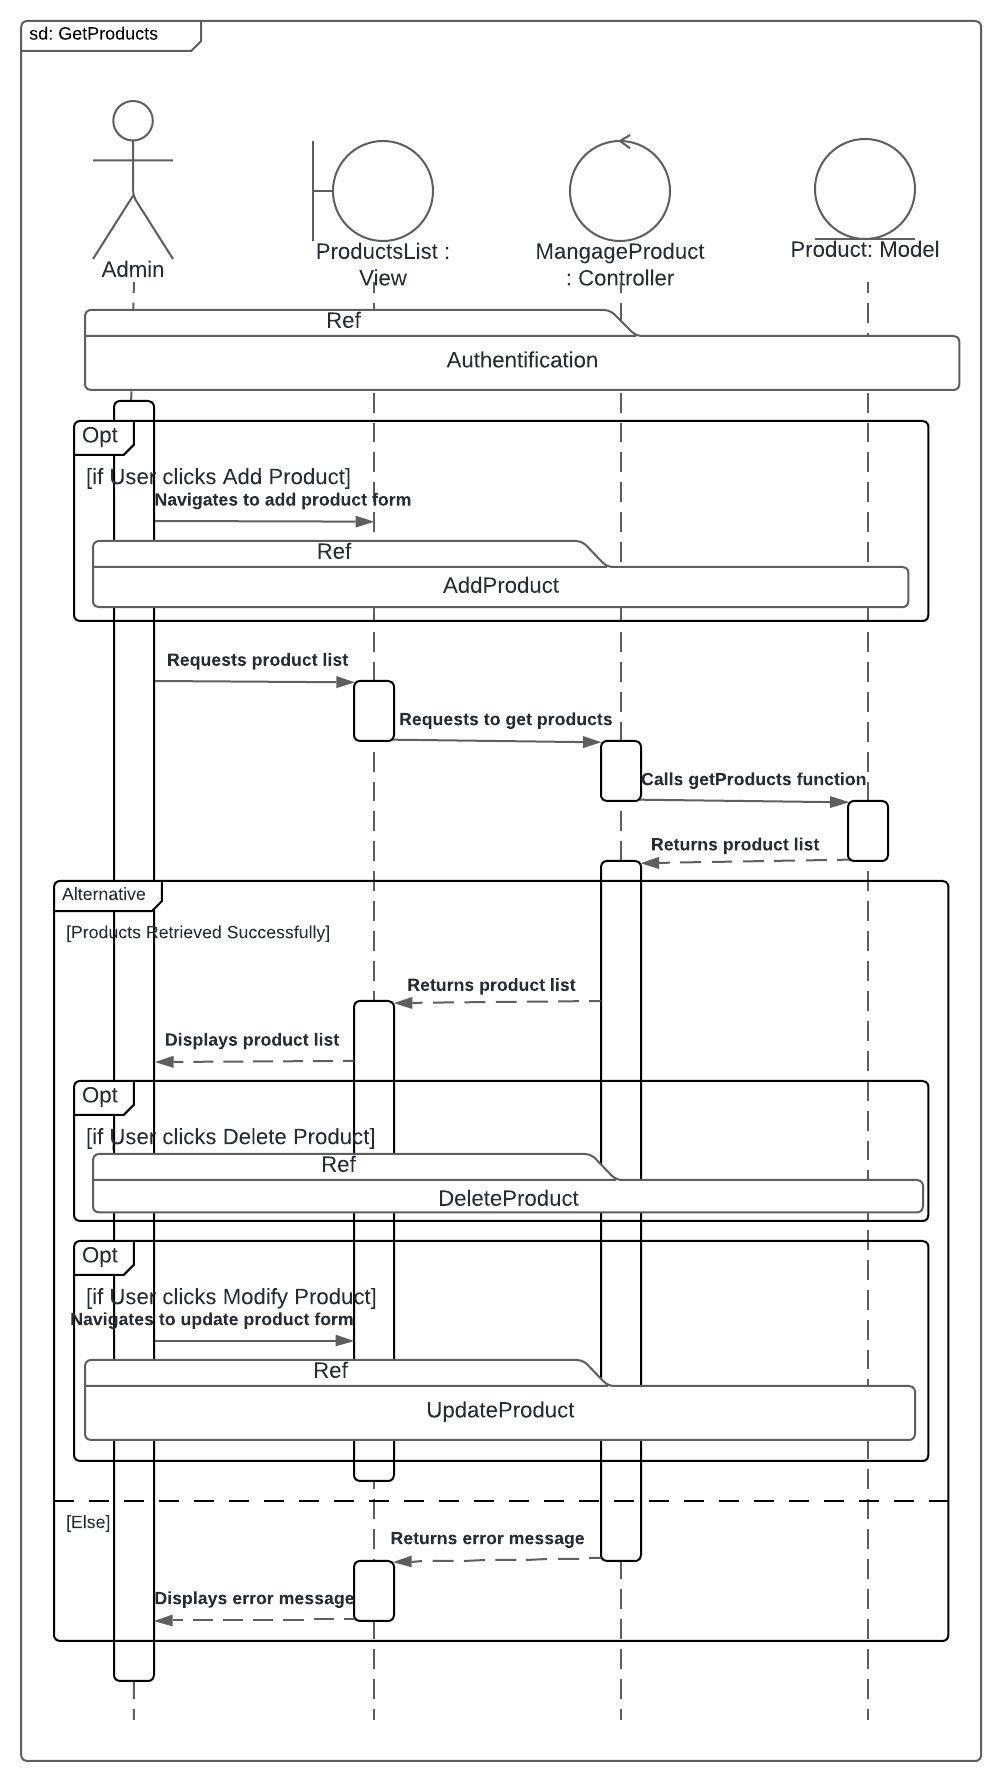 sd: GetProducts
Admin
ProductsList :
View
MangageProduct
: Controller
Product: Model
Ref
Authentification
Opt
[if User clicks Add Product]
Navigates to add product form
Ref
AddProduct
Requests product list
Requests to get products
Calls getProducts function
Returns product list
Alternative
[Products Retrieved Successfully]
Returns product list
Displays product list
Opt
[if User clicks Delete Product]
Ref
DeleteProduct
Opt
[if User clicks Modify Product]
Navigates to update product form
Ref
UpdateProduct
[Else]
Returns error message
Displays error message